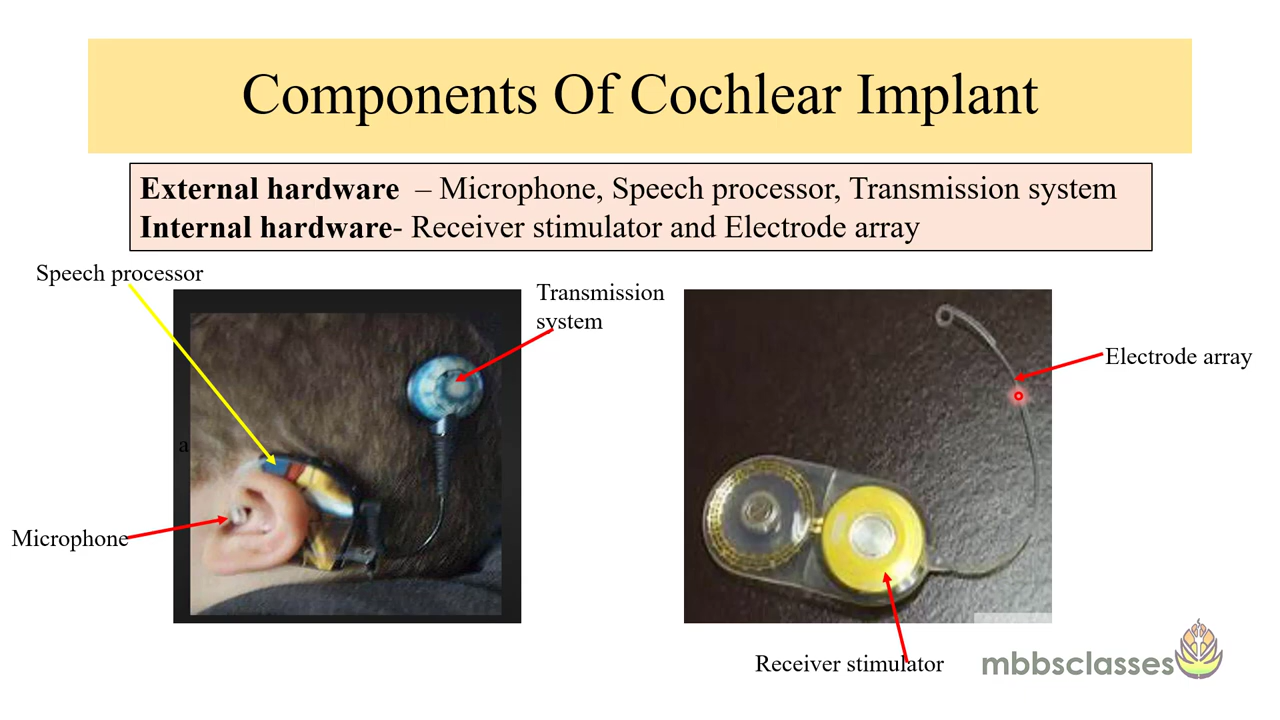 Components Of Cochlear Implant
External hardware – Microphone, Speech processor, Transmission system
Internal hardware- Receiver stimulator and Electrode array
Speech processor
Transmission
system
Electrode array
a
Microphone
Receiver stimulator
mbbsclasses